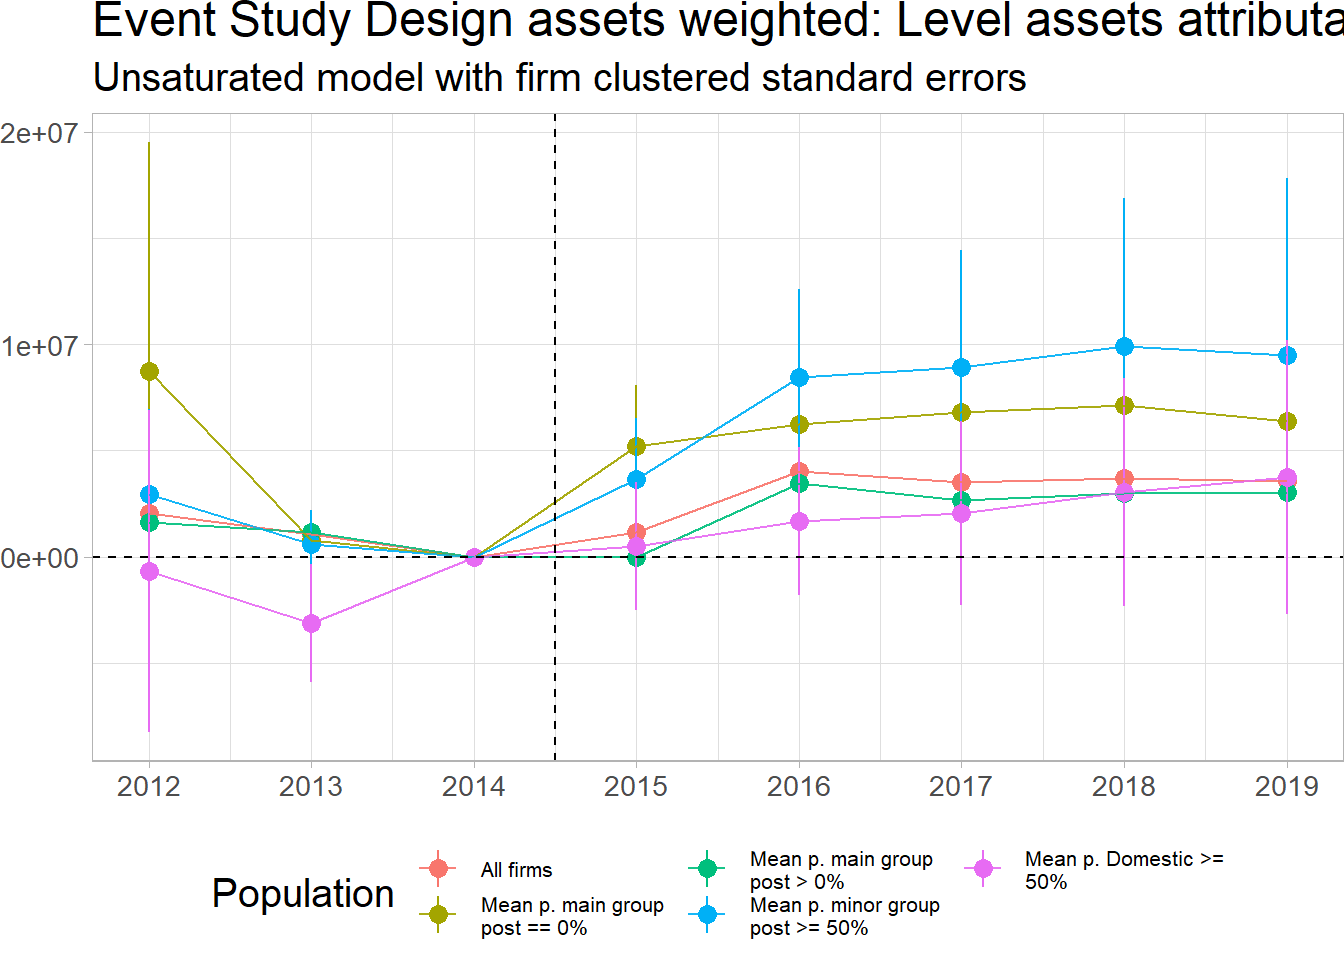 Event Study Design assets weighted: Level assets attributa
Unsaturated model with firm clustered standard errors
2e+07
1e+07
0e+00
2012 2013 2014 2015 2016 2017 2018 2019
Population
All firms
Mean p. main group
post == 0%
Mean p. main group
post > 0%
Mean p. minor group
post >= 50%
Mean p. Domestic >=
50%